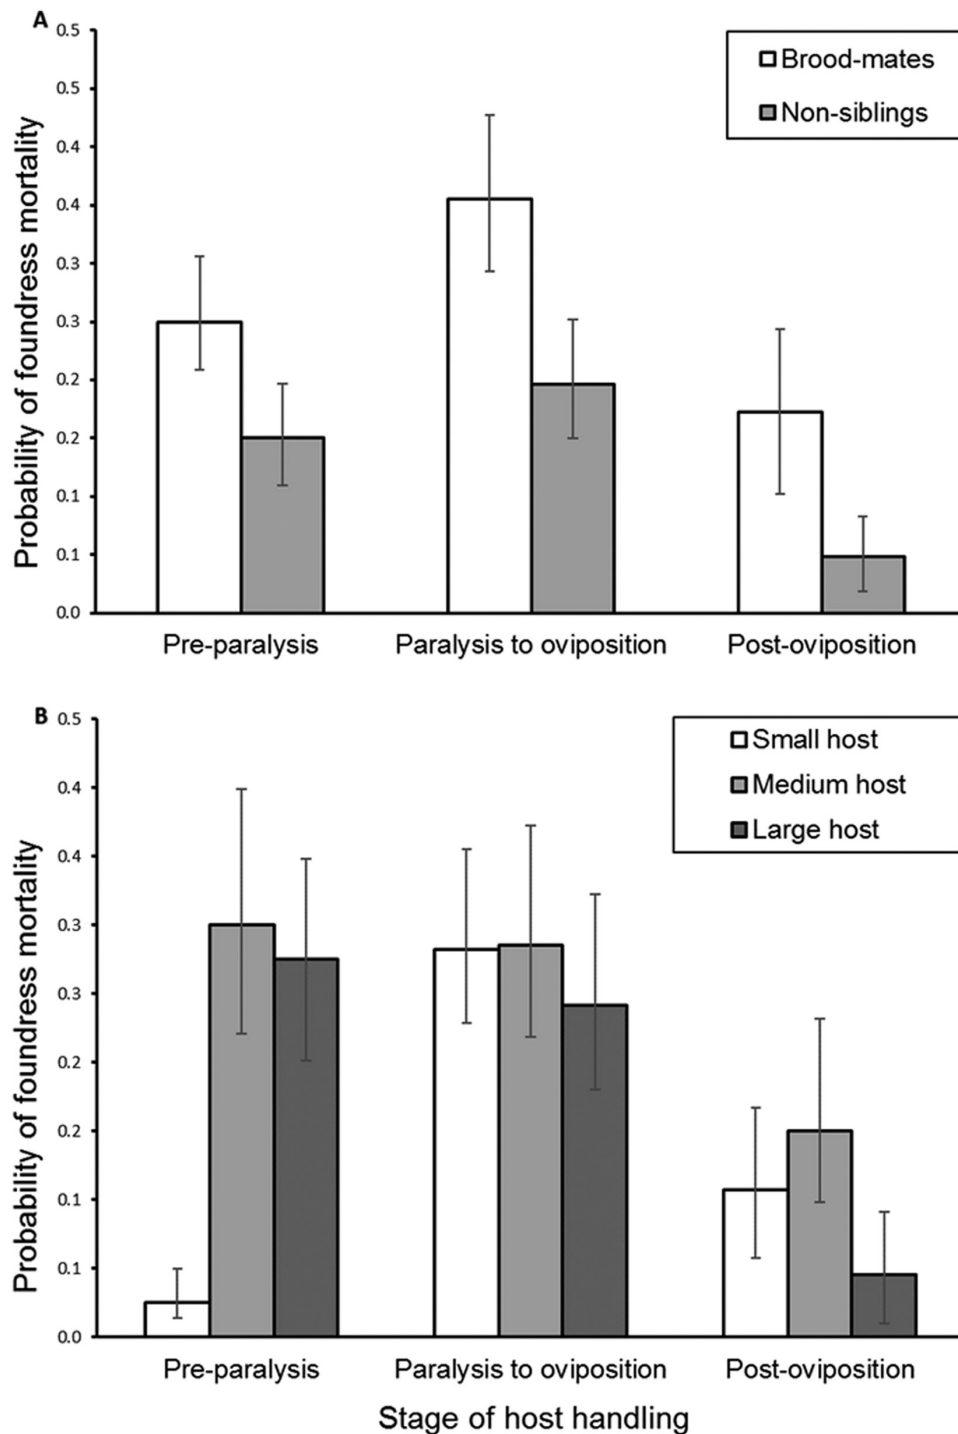 A
Probability of foundress mortality
0.5
0.5
0.4
0.4
0.3
0.3
0.2
0.2
0.1
0.1
0.0
Brood-mates
Non-siblings
Pre-paralysis Paralysis to oviposition Post-oviposition
B
Probability of foundress mortality
0.5
0.4
0.4
0.3
0.3
0.2
0.2
0.1
0.1
0.0
Small host
Medium host
Large host
Pre-paralysis Paralysis to oviposition Post-oviposition
Stage of host handling